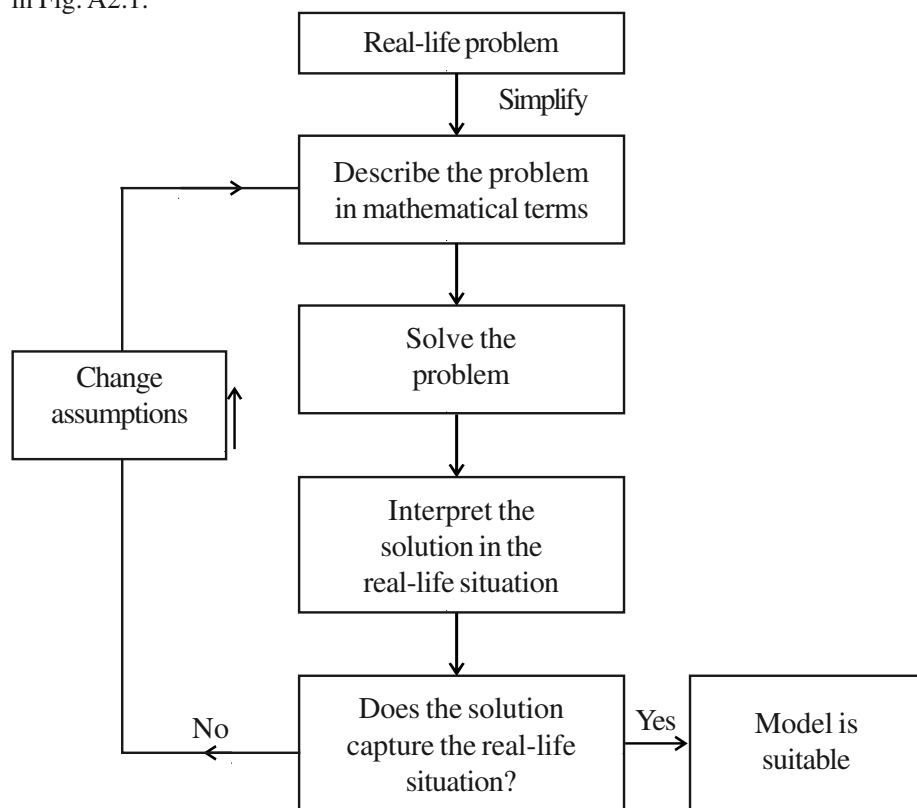 in Fig. A2.1.
Real-life problem
Simplify
Describe the problem
in mathematical terms
Solve the
problem
Change
assumptions
Interpret the
solution in the
real-life situation
Does the solution
capture the real-life
situation?
No
Yes
Model is
suitable